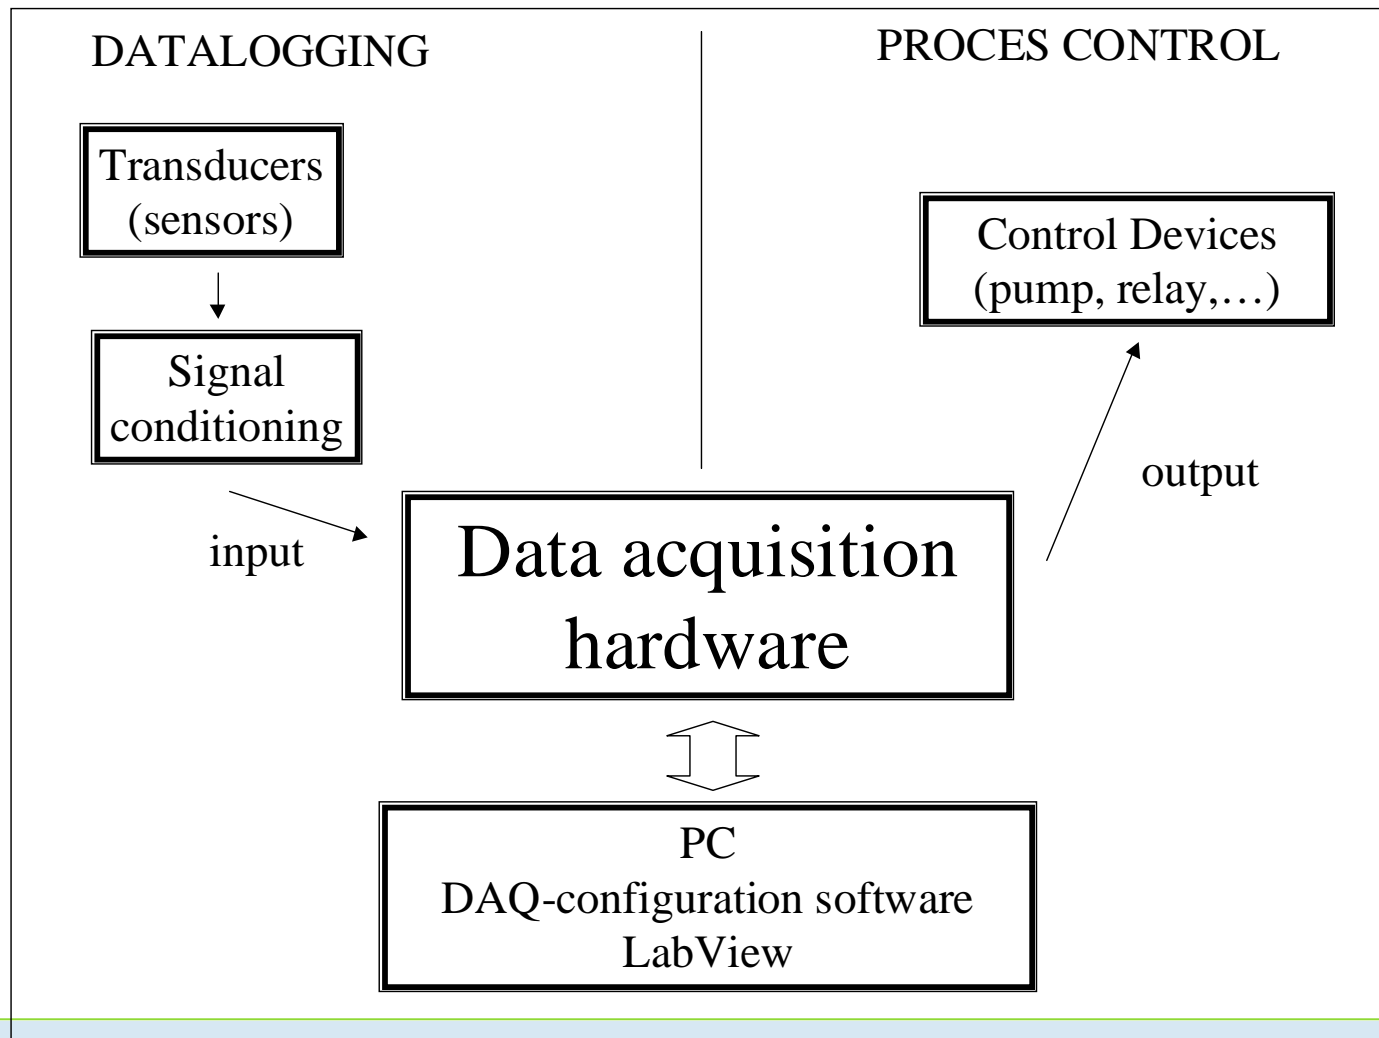 DATALOGGING
PROCES CONTROL
Transducers
(sensors)
Control Devices
(pump, relay,…)
Signal
conditioning
output
input
Data acquisition
hardware
PC
DAQ-configuration software
LabView